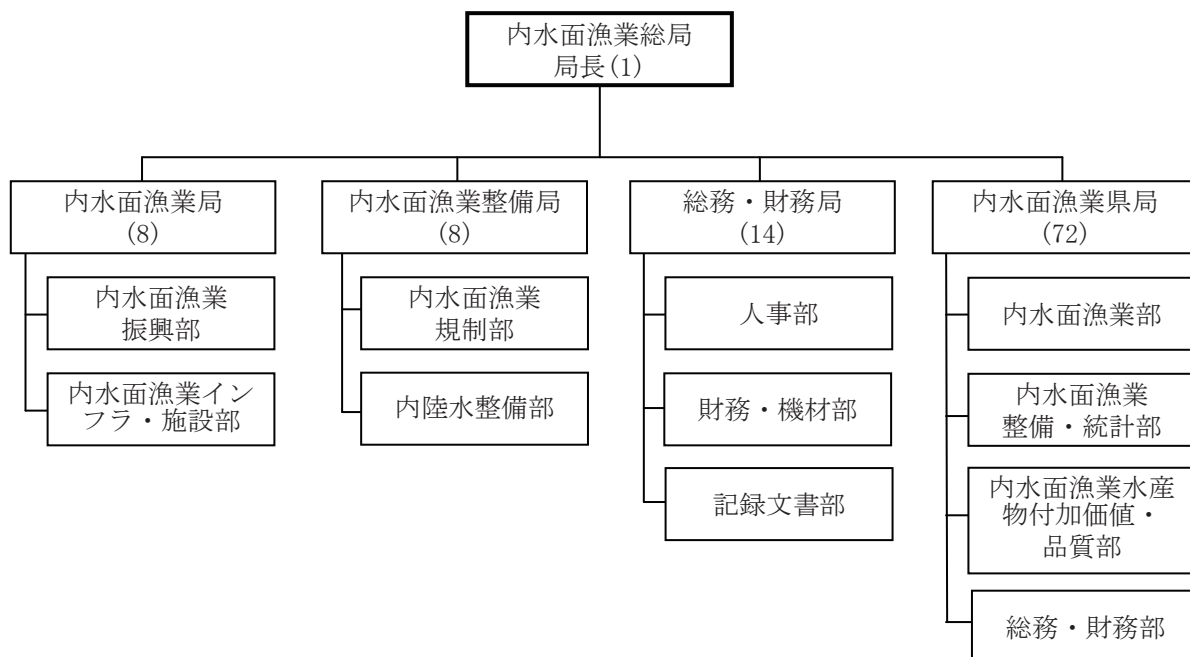 内水面漁業総局
局長(1)
内水面漁業局
(8)
内水面漁業整備局
(8)
総務・財務局
(14)
内水面漁業県局
(72)
内水面漁業
振興部
内水面漁業
規制部
人事部
内水面漁業部
内水面漁業イン
フラ・施設部
内陸水整備部
財務・機材部
内水面漁業
整備・統計部
記録文書部
内水面漁業水産
物付加価値・
品質部
総務・財務部